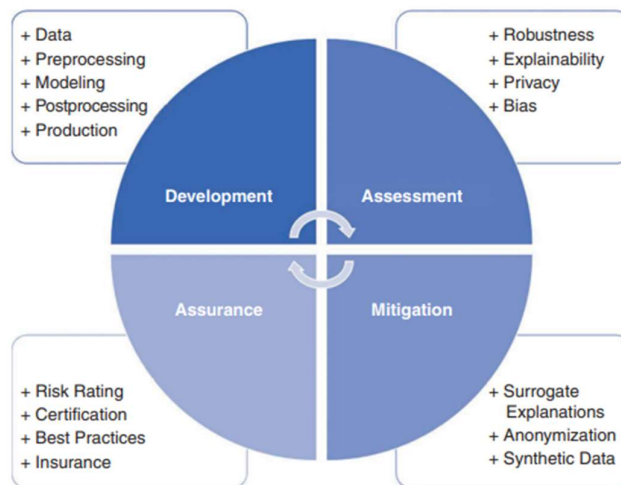 + Data
+ Preprocessing
+ Modeling
+ Postprocessing
+ Production
+ Robustness
+ Explainability
+ Privacy
+ Bias
Development
Assessment
Assurance
Mitigation
+ Risk Rating
+ Certification
+ Best Practices
+ Insurance
+ Surrogate
Explanations
+ Anonymization
+ Synthetic Data